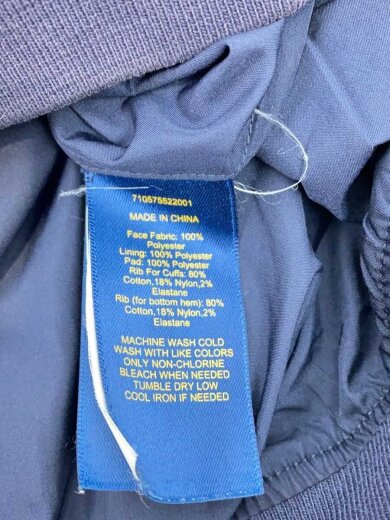 710575522001
MADE IN CHINA
Face Fabric: 100%
Polyester
Lining: 100% Polyester
Pad: 100% Polyester
Rib For Cuffs: 80%
Cotton,18% Nylon,2%
Elastane
Rib (for bottom hem): 80%
Cotton,18% Nylon,2%
Elastane
MACHINE WASH COLD
WASH WITH LIKE COLORS
ONLY NON-CHLORINE
BLEACH WHEN NEEDED
TUMBLE DRY LOW
COOL IRON IF NEEDED